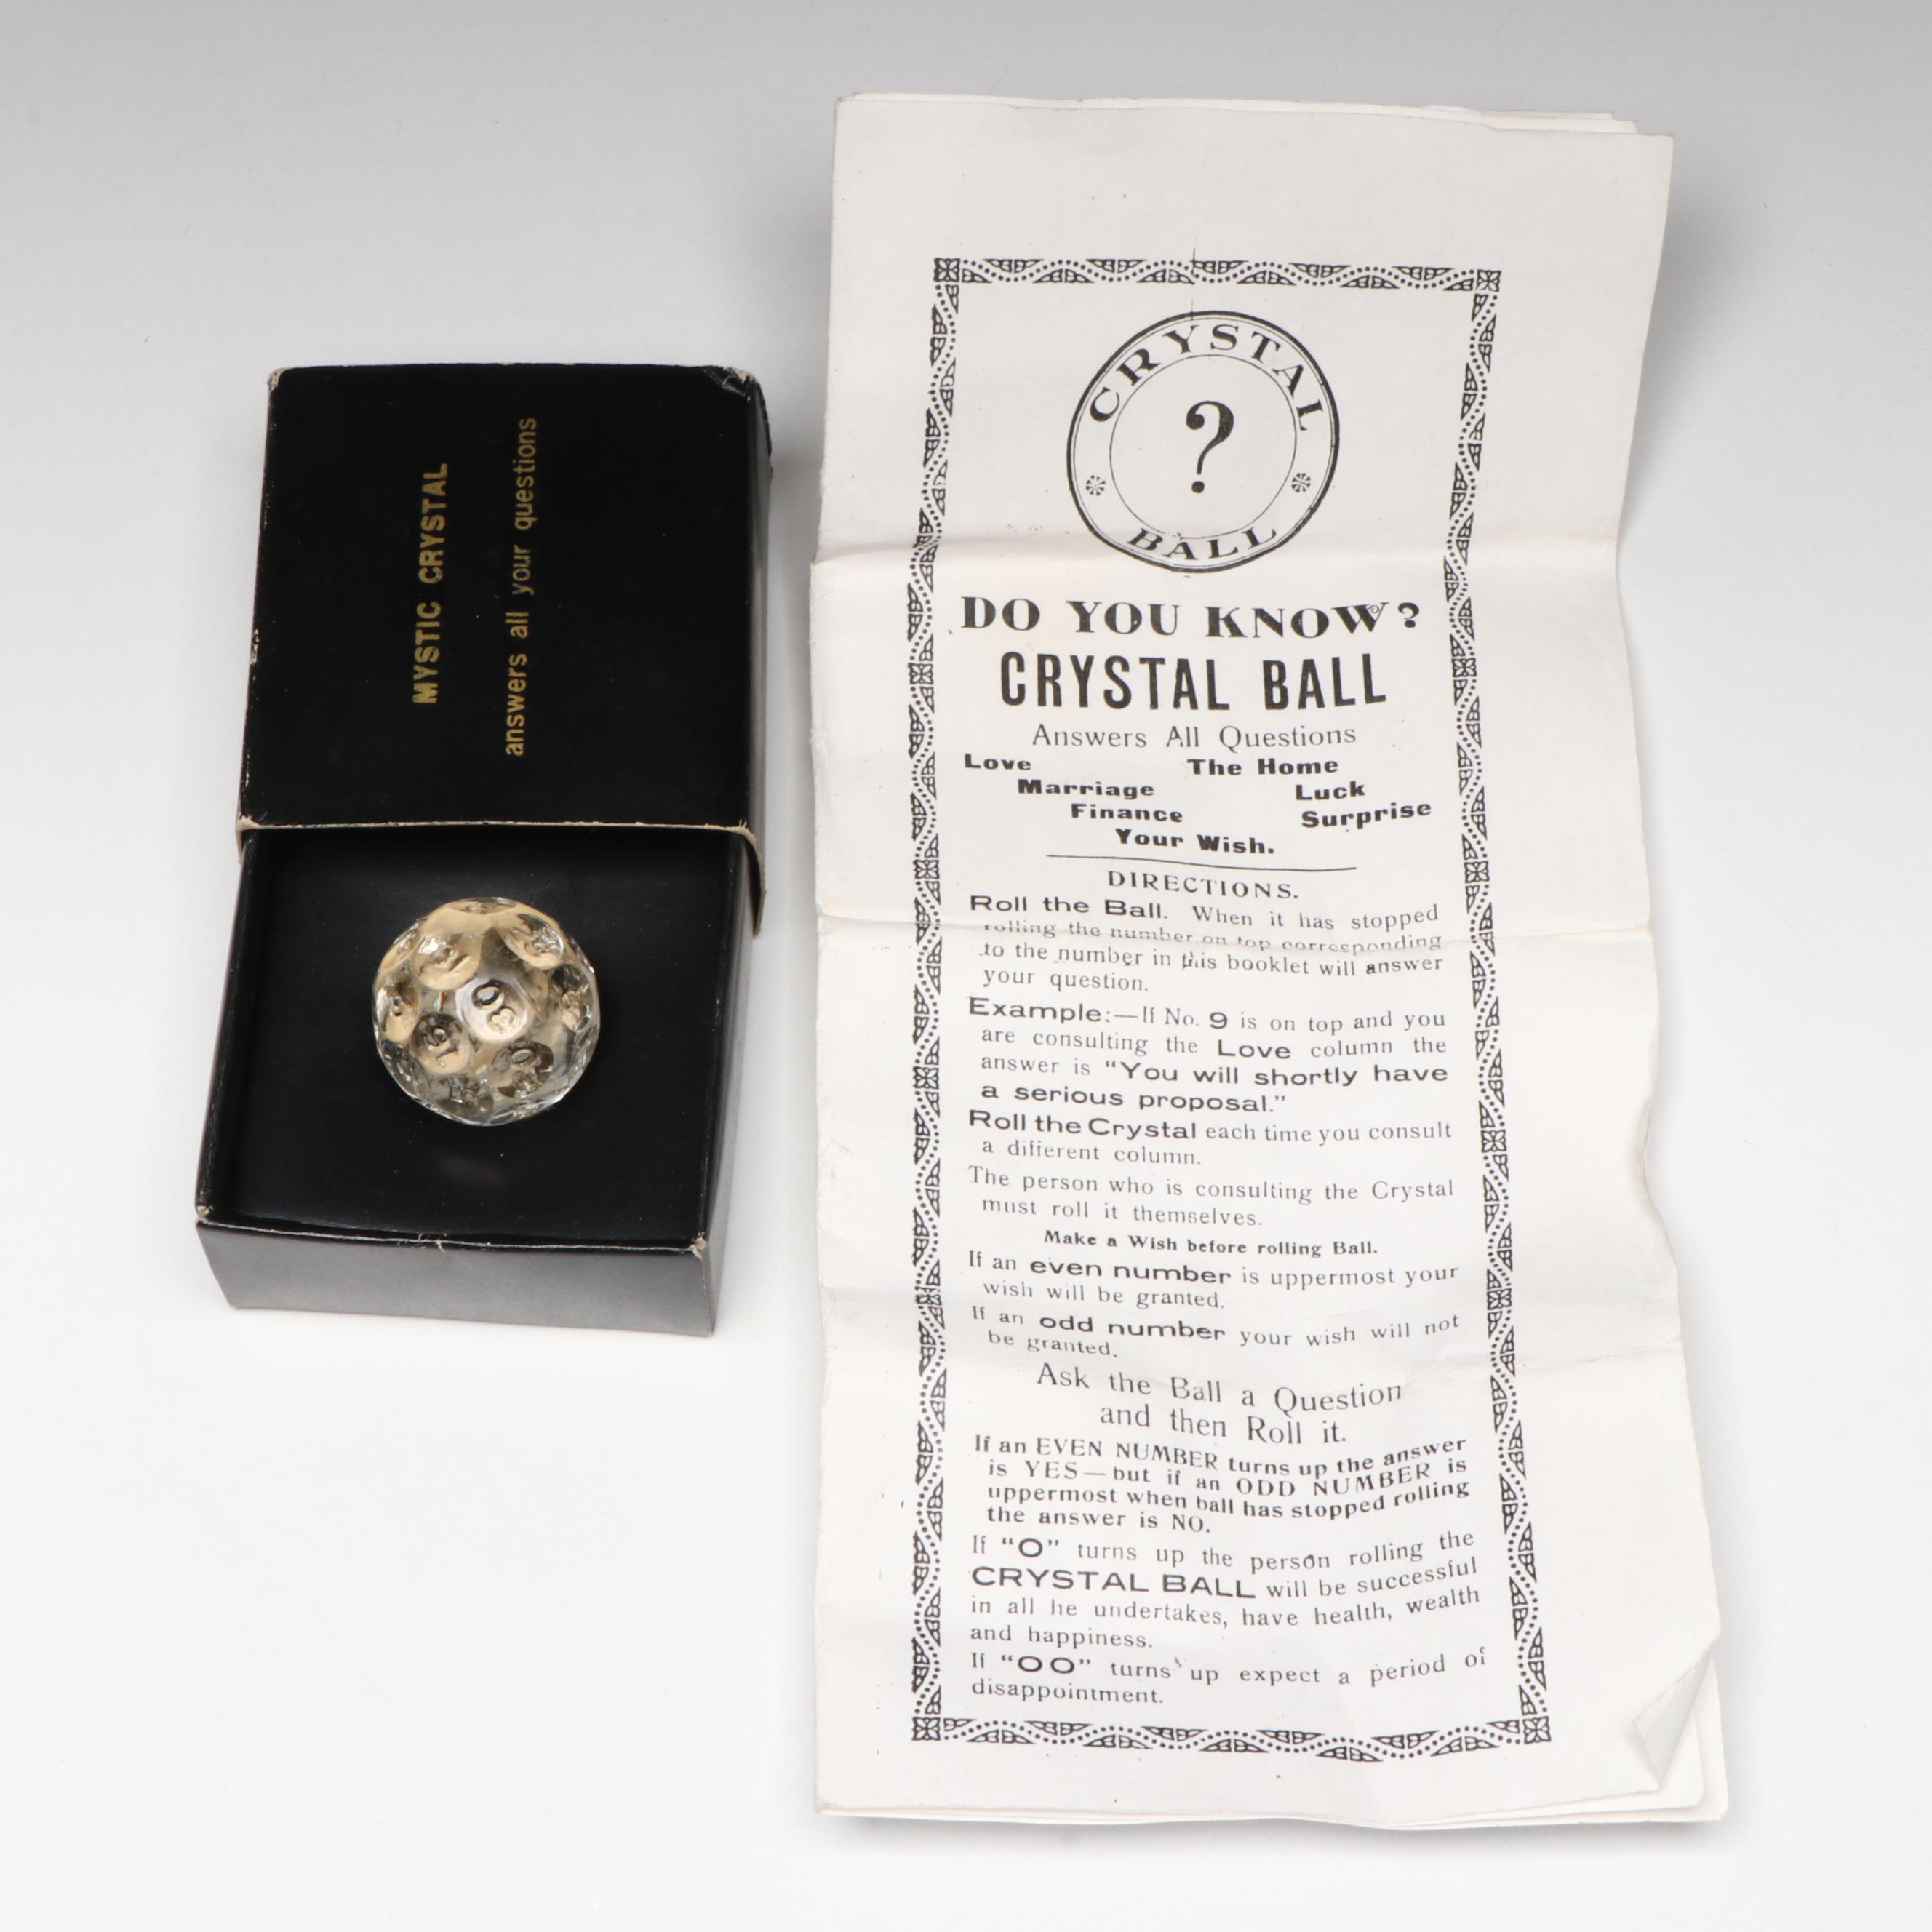 MYSTIC CRYSTAL
answers all your questions
30
16
CRYSTAL
?
BALL
DO YOU KNOW?
CRYSTAL BALL
Answers All Questions
Love The Home
Marriage Luck
Finance Surprise
Your Wish.
DIRECTIONS.
Roll the Ball. When it has stopped
rolling the number on top corresponding
to the number in this booklet will answer
your question.
Example:—If No. 9 is on top and you
are consulting the Love column the
answer is "You will shortly have
a serious proposal."
Roll the Crystal each time you consult
a different column.
The person who is consulting the Crystal
must roll it themselves.
Make a Wish before rolling Ball.
If an even number is uppermost your
wish will be granted.
If an odd number your wish will not
be granted.
Ask the Ball a Question
and then Roll it.
If an EVEN NUMBER turns up the answer
is YES—but if an ODD NUMBER is
uppermost when ball has stopped rolling
the answer is NO.
If "O" turns up the person rolling the
CRYSTAL BALL will be successful
in all he undertakes, have health, wealth
and happiness.
If "OO" turns up expect a period of
disappointment.